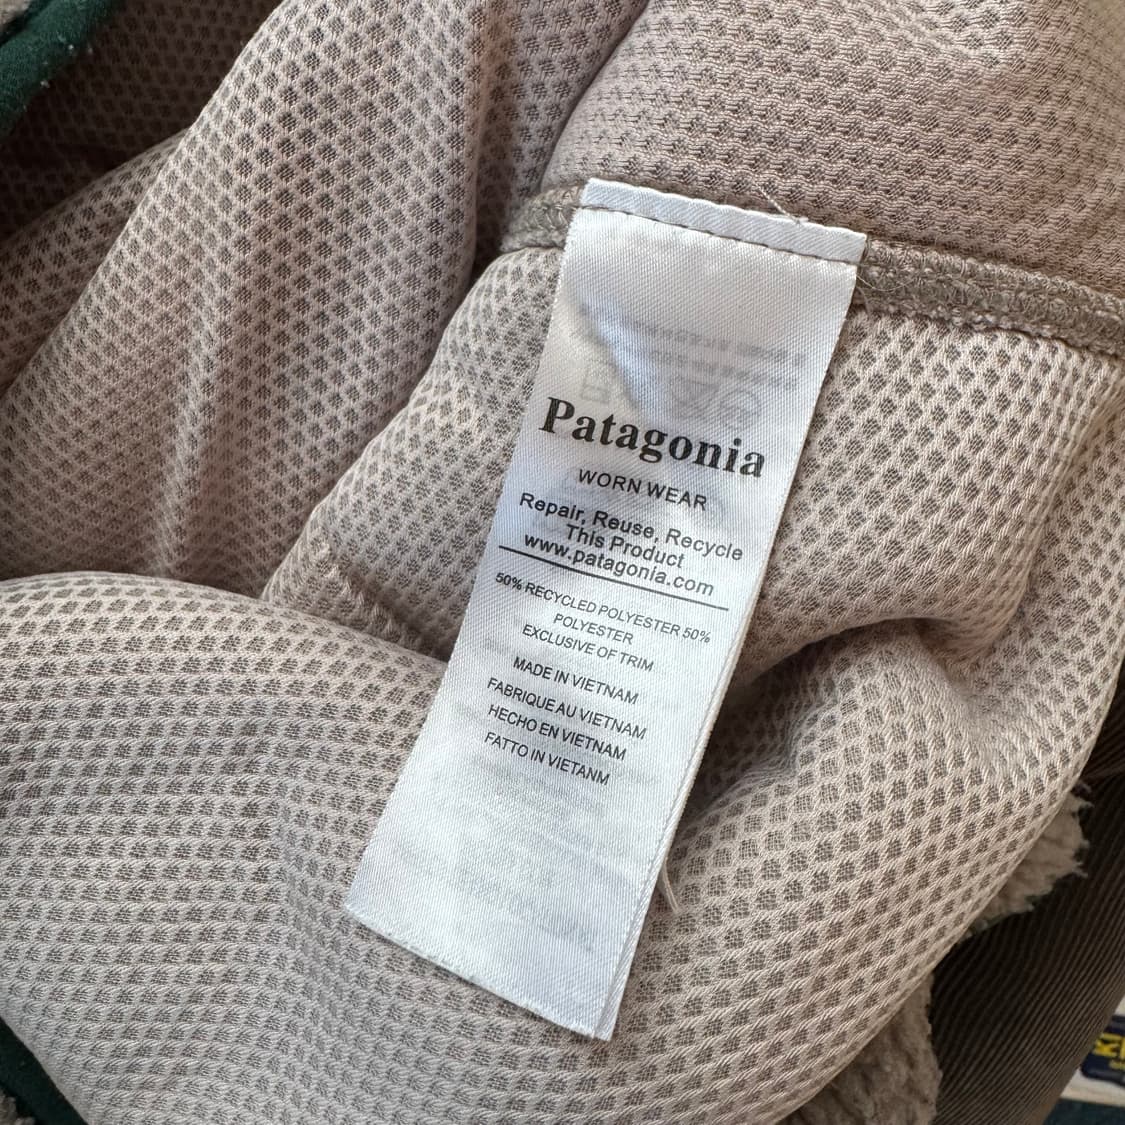 Patagonia
WORN WEAR
Repair, Reuse, Recycle
This Product
www.patagonia.com
50% RECYCLED POLYESTER 50%
POLYESTER
EXCLUSIVE OF TRIM
MADE IN VIETNAM
FABRIQUE AU VIETNAM
HECHO EN VIETNAM
FATTO IN VIETANM